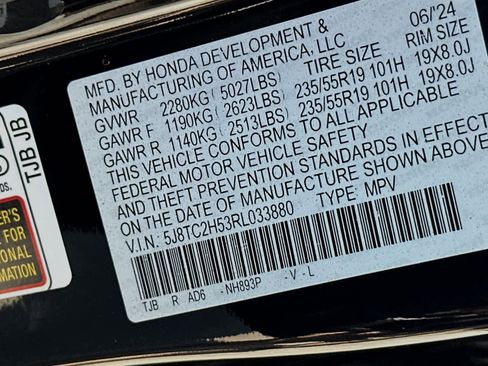 MFD. BY HONDA DEVELOPMENT & 06/'24
MANUFACTURING OF AMERICA, LLC
TIRE SIZE RIM SIZE
GVWR 2280KG ( 5027LBS)
GAWR F 1190KG ( 2623LBS) 235/55R19 101H 19X8.0J
GAWR R 1140KG ( 2513LBS) 235/55R19 101H 19X8.0J
THIS VEHICLE CONFORMS TO ALL APPLICABLE
FEDERAL MOTOR VEHICLE SAFETY
AND THEFT PREVENTION STANDARDS IN EFFECT
ON THE DATE OF MANUFACTURE SHOWN ABOVE
V.I.N: 5J8TC2H53RL033880 TYPE: MPV
TJB R AD6 -NH893P -V - L
TJB JB
DS.
FOR